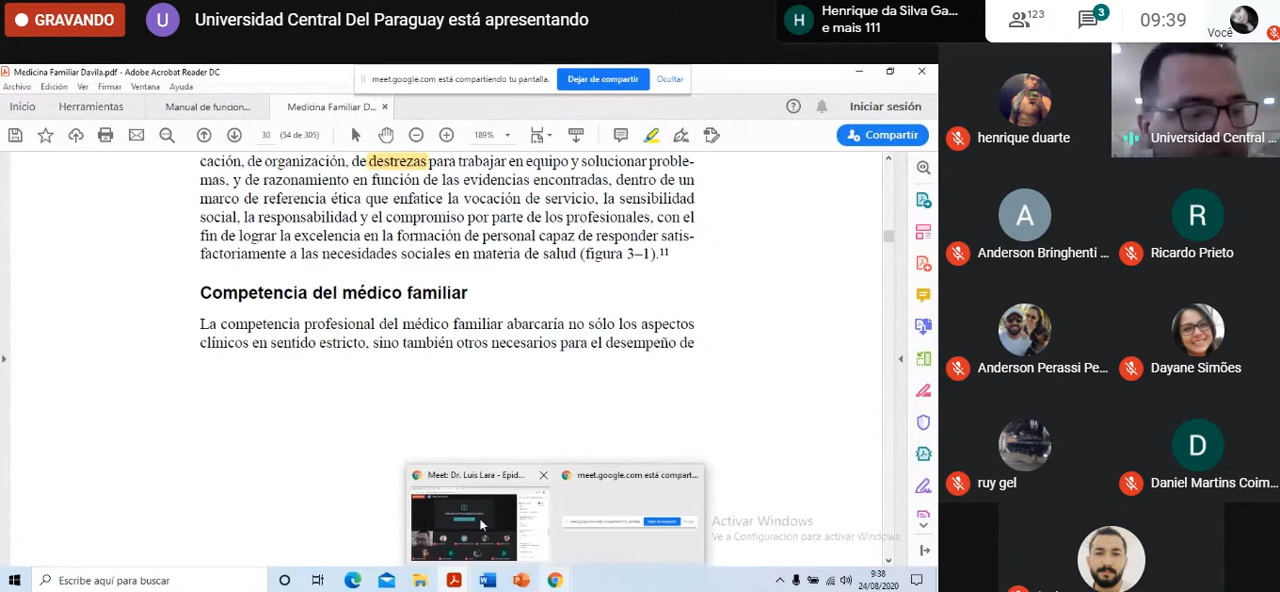 GRAVANDO
U
Universidad Central Del Paraguay está apresentando
H
Henrique da Silva Ga...
e mais 111
123
3
09:39
Você
Medicina Familiar Davila.pdf - Adobe Acrobat Reader DC
meet.google.com está compartiendo tu pantalla.
Dejar de compartir
Ocultar
Archivo Edición Ver Firmar Ventana Ayuda
Inicio
Herramientas
Manual de funcion...
Medicina Familiar D...
Iniciar sesión
30
(54 de 305)
189%
Compartir
cación, de organización, de destrezas para trabajar en equipo y solucionar proble-
mas, y de razonamiento en función de las evidencias encontradas, dentro de un
marco de referencia ética que enfatice la vocación de servicio, la sensibilidad
social, la responsabilidad y el compromiso por parte de los profesionales, con el
fin de lograr la excelencia en la formación de personal capaz de responder satis-
factoriamente a las necesidades sociales en materia de salud (figura 3–1).¹¹
Competencia del médico familiar
La competencia profesional del médico familiar abarcaría no sólo los aspectos
clínicos en sentido estricto, sino también otros necesarios para el desempeño de
Meet: Dr. Luis Lara - Epid...
meet.google.com está compart...
Activar Windows
Ve a Configuración para activar Windows.
Escribe aquí para buscar
9:38
24/08/2020
henrique duarte
Universidad Central ...
A
Anderson Bringhenti ...
R
Ricardo Prieto
Anderson Perassi Pe...
Dayane Simões
ruy gel
D
Daniel Martins Coim...